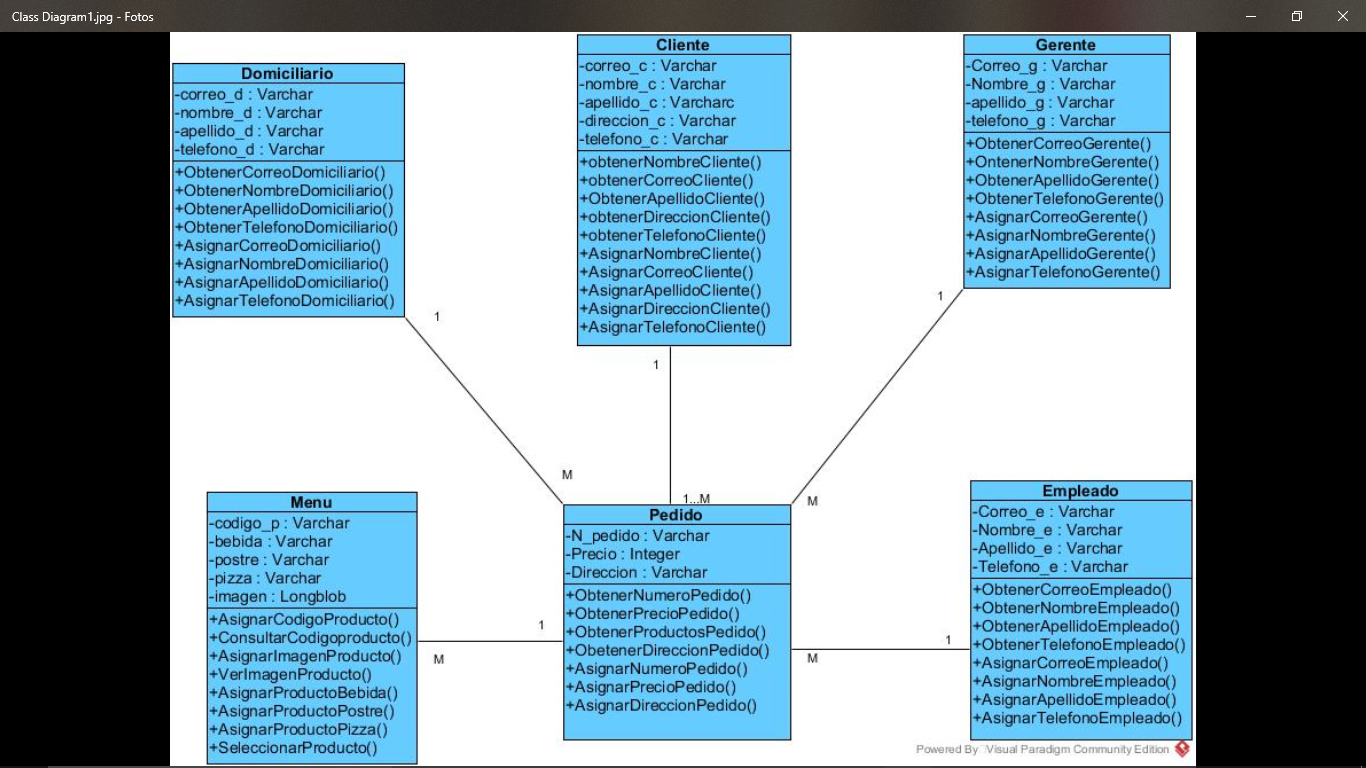 Class Diagram1.jpg - Fotos
Domiciliario
-correo_d : Varchar
-nombre_d : Varchar
-apellido_d : Varchar
-telefono_d : Varchar
+ObtenerCorreoDomiciliario()
+ObtenerNombreDomiciliario()
+ObtenerApellidoDomiciliario()
+ObtenerTelefonoDomiciliario()
+AsignarCorreoDomiciliario()
+AsignarNombreDomiciliario()
+AsignarApellidoDomiciliario()
+AsignarTelefonoDomiciliario()
Cliente
-correo_c : Varchar
-nombre_c : Varchar
-apellido_c : Varcharc
-direccion_c : Varchar
-telefono_c : Varchar
+obtenerNombreCliente()
+obtenerCorreoCliente()
+ObtenerApellidoCliente()
+obtenerDireccionCliente()
+obtenerTelefonoCliente()
+AsignarNombreCliente()
+AsignarCorreoCliente()
+AsignarApellidoCliente()
+AsignarDireccionCliente()
+AsignarTelefonoCliente()
Gerente
-Correo_g : Varchar
-Nombre_g : Varchar
-apellido_g : Varchar
-telefono_g : Varchar
+ObtenerCorreoGerente()
+OntenerNombreGerente()
+ObtenerApellidoGerente()
+ObtenerTelefonoGerente()
+AsignarCorreoGerente()
+AsignarNombreGerente()
+AsignarApellidoGerente()
+AsignarTelefonoGerente()
1
1
1
M
1...M
M
Menu
-codigo_p : Varchar
-bebida : Varchar
-postre : Varchar
-pizza : Varchar
-imagen : Longblob
+AsignarCodigoProducto()
+ConsultarCodigoproducto()
+AsignarImagenProducto()
+VerImagenProducto()
+AsignarProductoBebida()
+AsignarProductoPostre()
+AsignarProductoPizza()
+SeleccionarProducto()
M
1
Pedido
-N_pedido : Varchar
-Precio : Integer
-Direccion : Varchar
+ObtenerNumeroPedido()
+ObtenerPrecioPedido()
+ObtenerProductosPedido()
+ObetenerDireccionPedido()
+AsignarNumeroPedido()
+AsignarPrecioPedido()
+AsignarDireccionPedido()
M
1
Empleado
-Correo_e : Varchar
-Nombre_e : Varchar
-Apellido_e : Varchar
-Telefono_e : Varchar
+ObtenerCorreoEmpleado()
+ObtenerNombreEmpleado()
+ObtenerApellidoEmpleado()
+ObtenerTelefonoEmpleado()
+AsignarCorreoEmpleado()
+AsignarNombreEmpleado()
+AsignarApellidoEmpleado()
+AsignarTelefonoEmpleado()
Powered By Visual Paradigm Community Edition